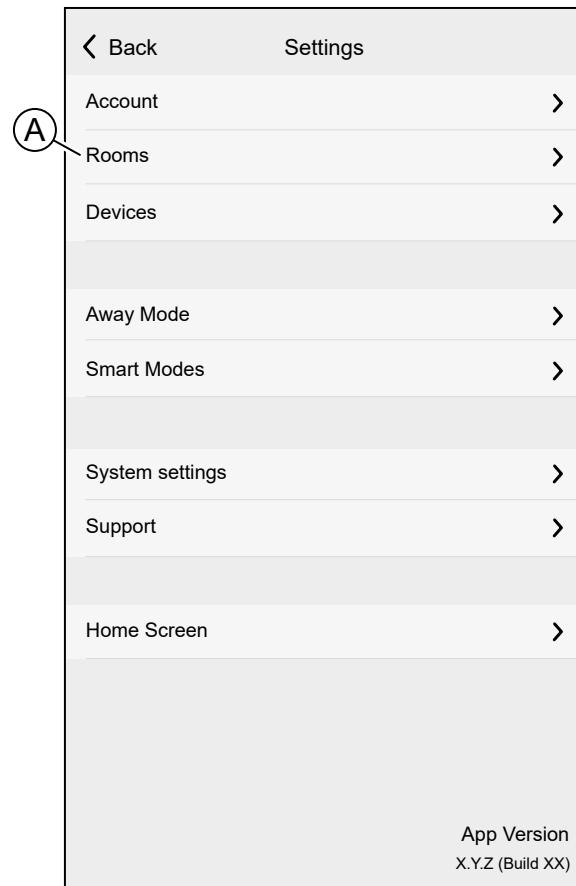 Back Settings
Account
A
Rooms
Devices
Away Mode
Smart Modes
System settings
Support
Home Screen
App Version
X.Y.Z (Build XX)